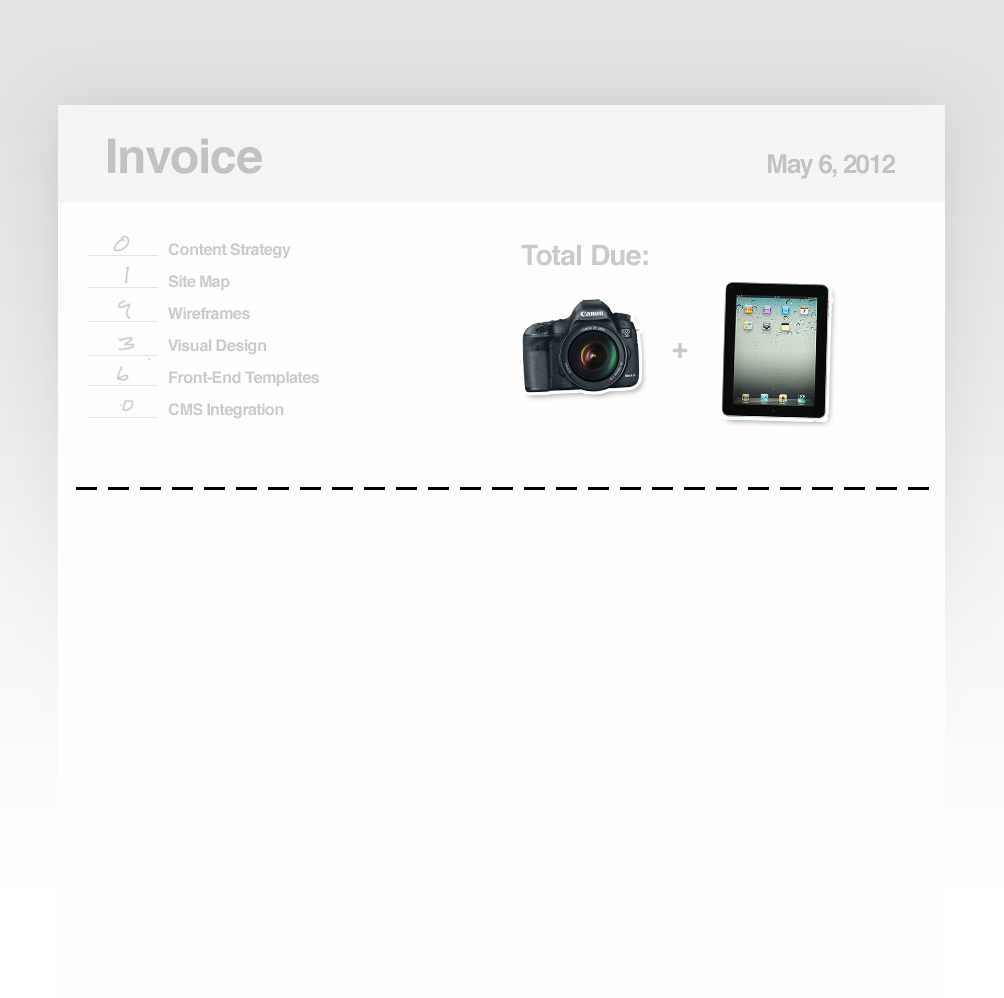 Invoice
May 6, 2012
0 Content Strategy
1 Site Map
9 Wireframes
3 Visual Design
6 Front-End Templates
0 CMS Integration
Total Due:
Canon
+